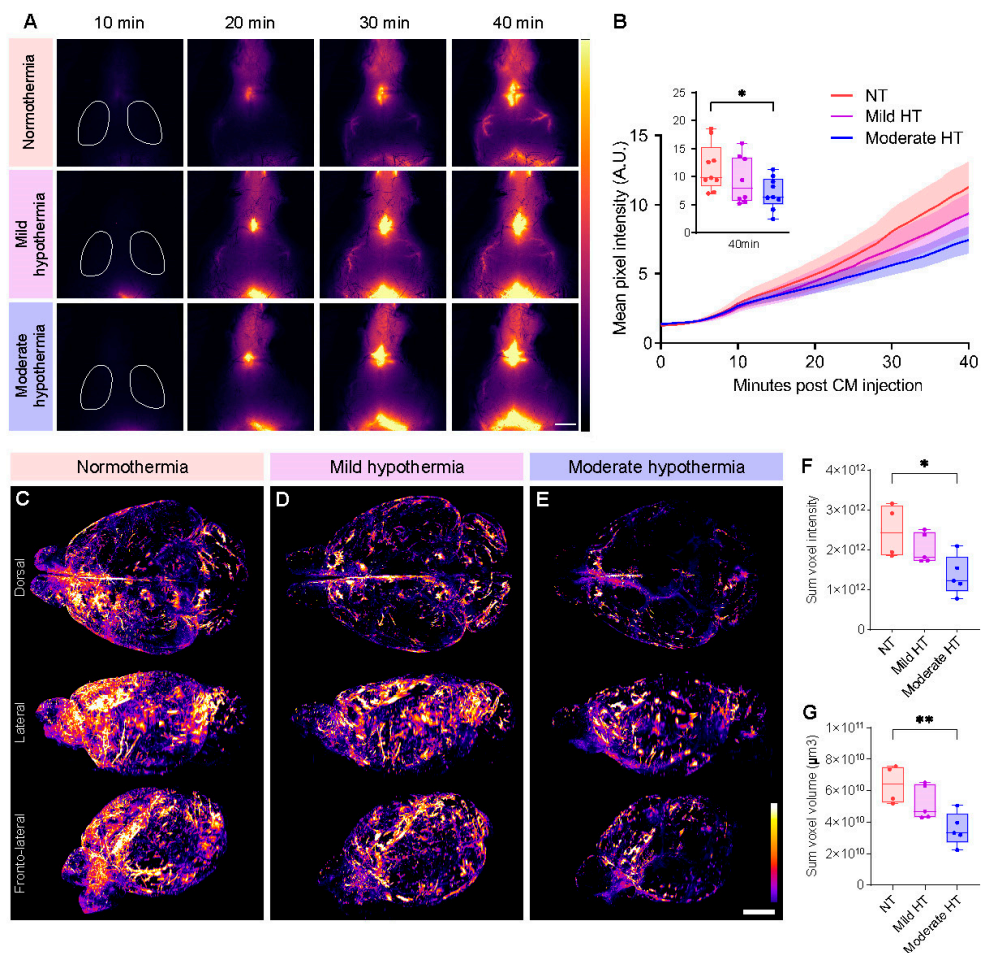 A
10 min
20 min
30 min
40 min
Normothermia
Mild
hypothermia
Moderate
hypothermia
B
Mean pixel intensity (A.U.)
15
10
5
0
0
10
20
30
40
Minutes post CM injection
NT
Mild HT
Moderate HT
25
20
15
10
5
0
*
40min
Normothermia
Mild hypothermia
Moderate hypothermia
C
D
E
Dorsal
Lateral
Fronto-lateral
F
Sum voxel intensity
4×10¹²
3×10¹²
2×10¹²
1×10¹²
0
*
NT
Mild HT
Moderate HT
G
Sum voxel volume (µm3)
1×10¹¹
8×10¹⁰
6×10¹⁰
4×10¹⁰
2×10¹⁰
0
**
NT
Mild HT
Moderate HT